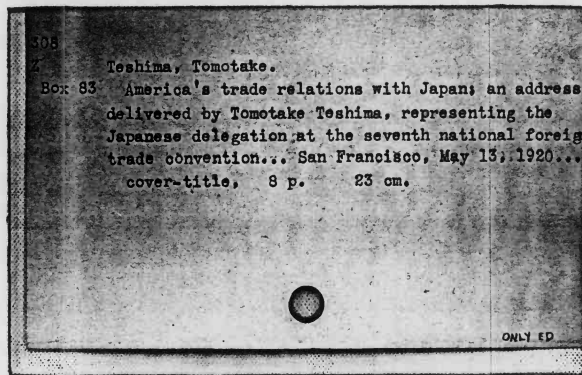 308
Z Teshima, Tomotake.
Box 83 America's trade relations with Japan; an address
delivered by Tomotake Teshima, representing the
Japanese delegation at the seventh national foreig
trade convention... San Francisco, May 13, 1920...
cover-title, 8 p. 23 cm.
ONLY ED